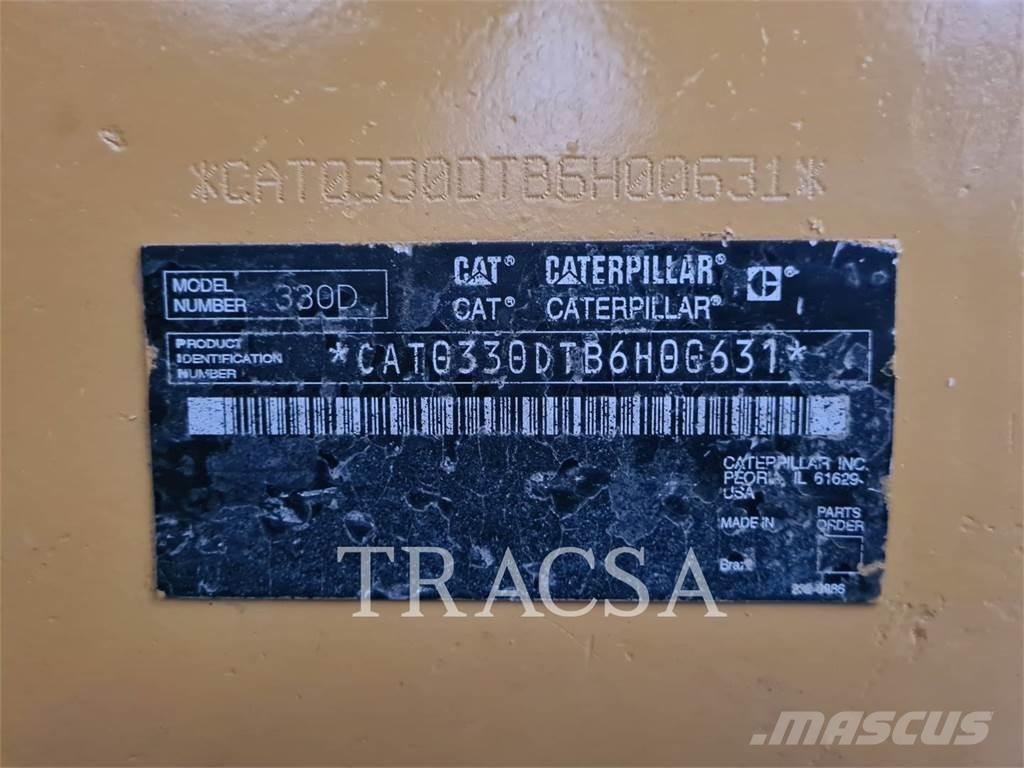 *CAT0330DTB6H00631*
CAT® CATERPILLAR® C®
MODEL NUMBER 330D
CAT® CATERPILLAR®
PRODUCT IDENTIFICATION NUMBER *CAT0330DTB6H00631*
CATERPILLAR INC.
PEORIA, IL 61629
USA
MADE IN
PARTS ORDER
Brazil
TRACSA
MASCUS